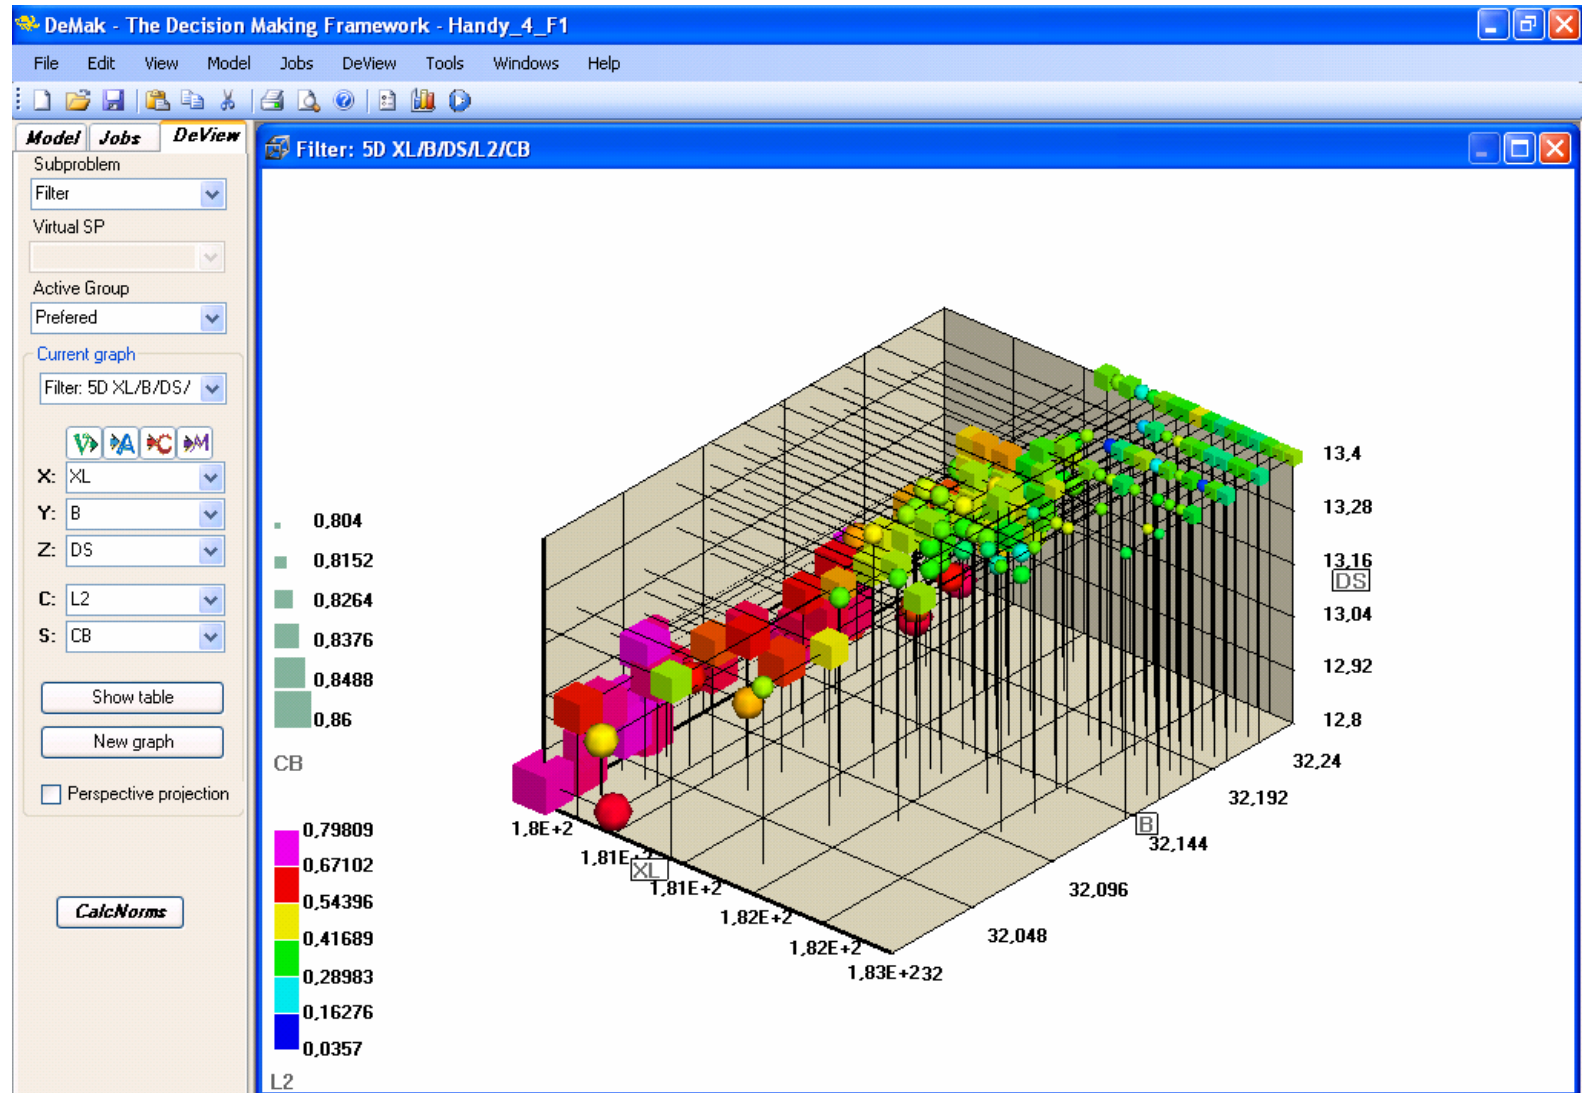 DeMak - The Decision Making Framework - Handy_4_F1
File Edit View Model Jobs DeView Tools Windows Help
Model Jobs DeView
Subproblem
Filter
Virtual SP
Active Group
Prefered
Current graph
Filter: 5D XL/B/DS/
V A C M
X: XL
Y: B
Z: DS
C: L2
S: CB
Show table
New graph
Perspective projection
CalcNorms
Filter: 5D XL/B/DS/L2/CB
0,804
0,8152
0,8264
0,8376
0,8488
0,86
CB
0,79809
0,67102
0,54396
0,41689
0,28983
0,16276
0,0357
L2
13,4
13,28
13,16
DS
13,04
12,92
12,8
32,24
32,192
B
32,144
32,096
32,048
32
1,8E+2
1,81E+2
XL
1,81E+2
1,82E+2
1,82E+2
1,83E+2